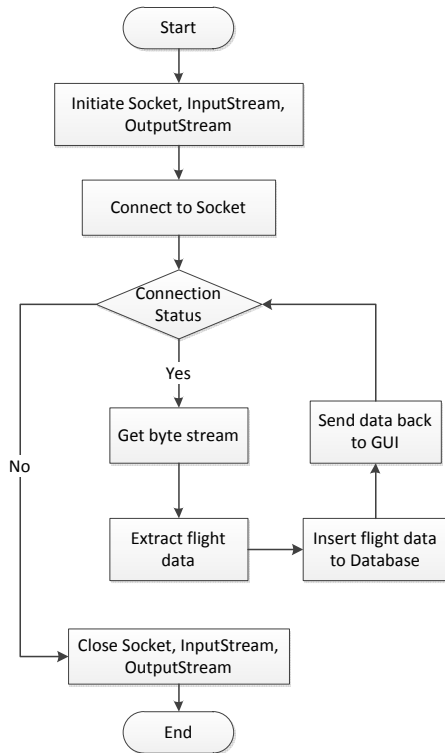 Start
Initiate Socket, InputStream,
OutputStream
Connect to Socket
Connection
Status
Yes
No
Get byte stream
Send data back
to GUI
Extract flight
data
Insert flight data
to Database
Close Socket, InputStream,
OutputStream
End